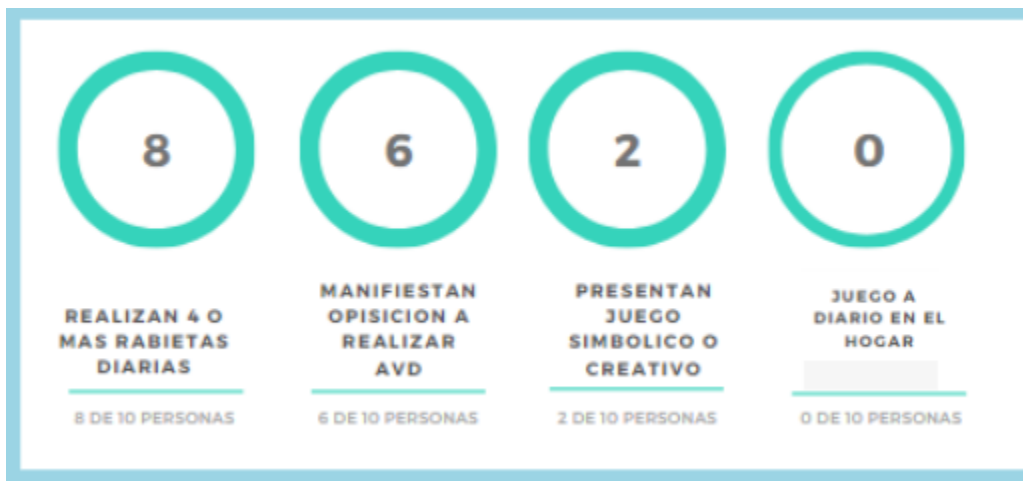 8
REALIZAN 4 O
MAS RABIETAS
DIARIAS
8 DE 10 PERSONAS
6
MANIFIESTAN
OPISICION A
REALIZAR
AVD
6 DE 10 PERSONAS
2
PRESENTAN
JUEGO
SIMBOLICO O
CREATIVO
2 DE 10 PERSONAS
0
JUEGO A
DIARIO EN EL
HOGAR
0 DE 10 PERSONAS